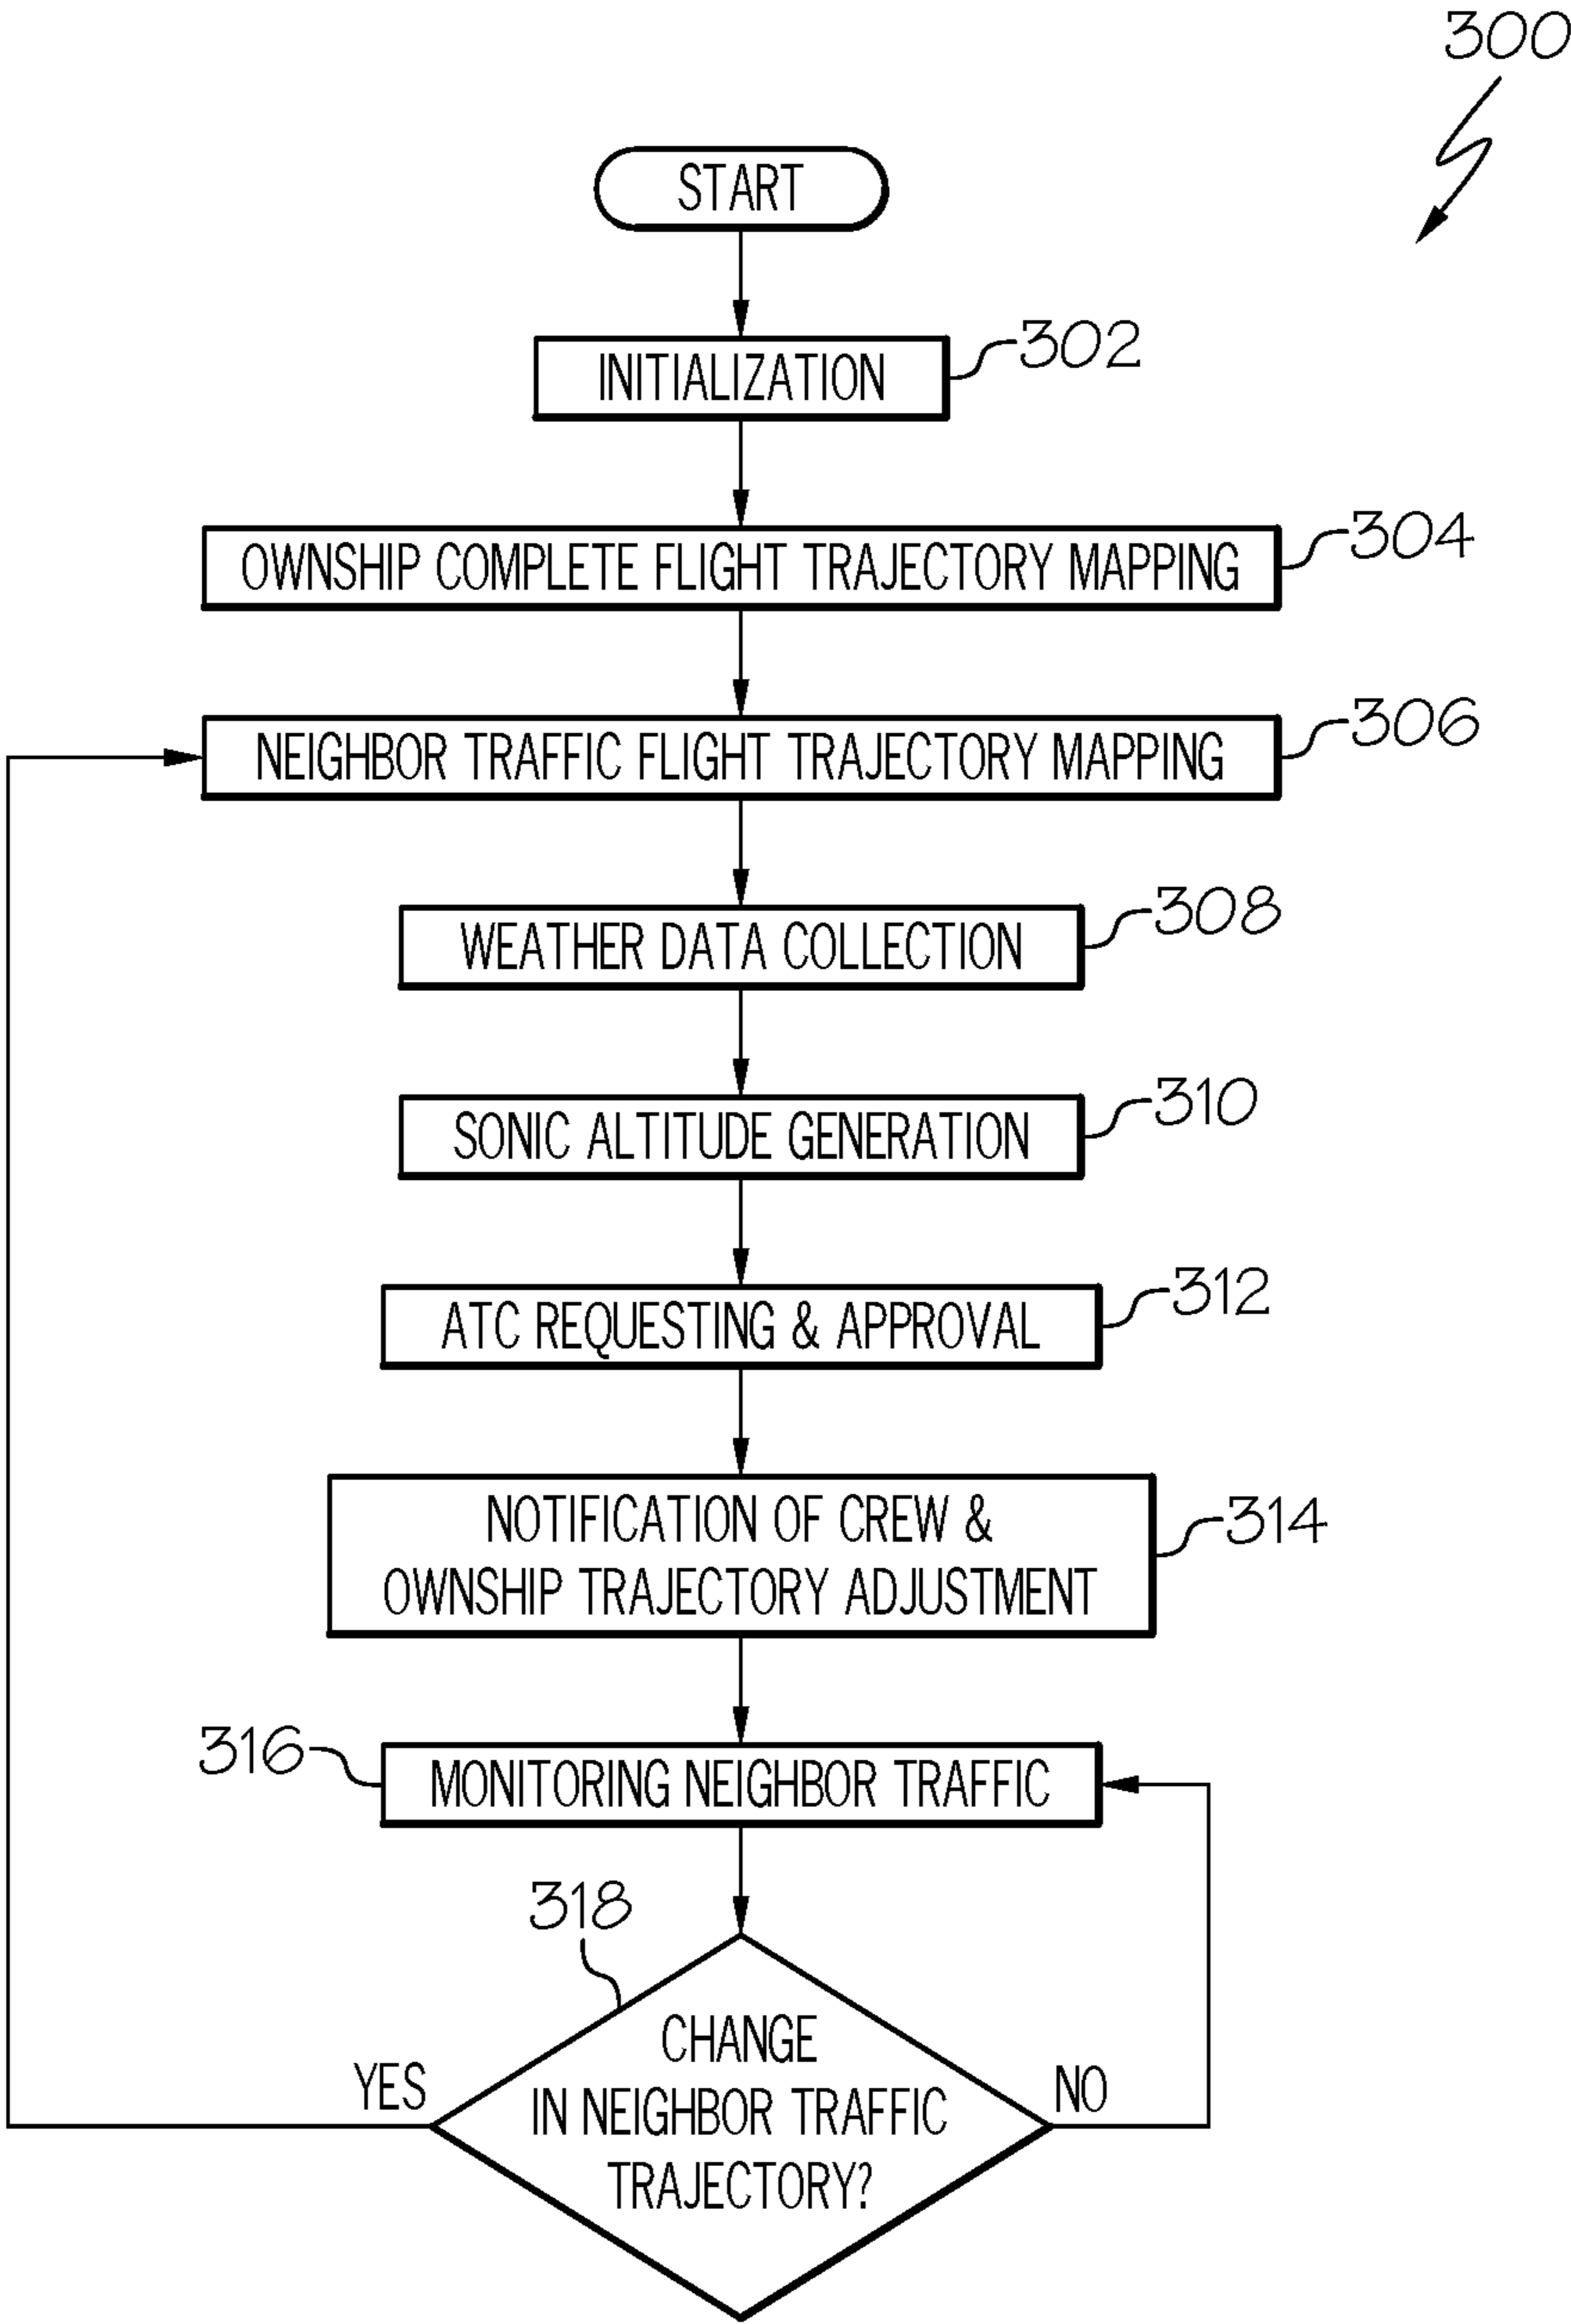 300
START
INITIALIZATION
302
OWNSHIP COMPLETE FLIGHT TRAJECTORY MAPPING
304
NEIGHBOR TRAFFIC FLIGHT TRAJECTORY MAPPING
306
WEATHER DATA COLLECTION
308
SONIC ALTITUDE GENERATION
310
ATC REQUESTING & APPROVAL
312
NOTIFICATION OF CREW &
OWNSHIP TRAJECTORY ADJUSTMENT
314
316
MONITORING NEIGHBOR TRAFFIC
318
CHANGE
IN NEIGHBOR TRAFFIC
TRAJECTORY?
YES
NO